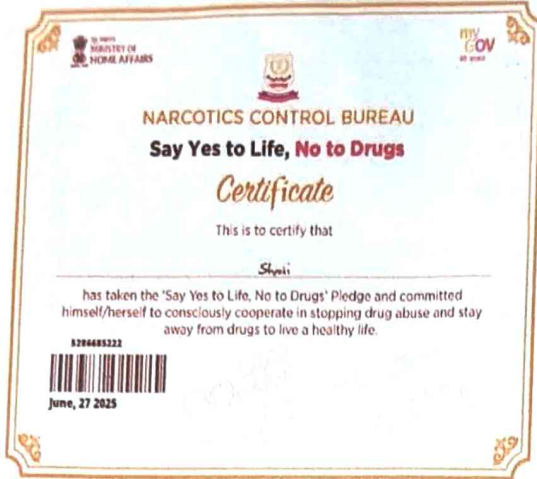 MINISTRY OF
HOME AFFAIRS
my
GOV
NARCOTICS CONTROL BUREAU
Say Yes to Life, No to Drugs
Certificate
This is to certify that
has taken the 'Say Yes to Life, No to Drugs' Pledge and committed
himself/herself to consciously cooperate in stopping drug abuse and stay
away from drugs to live a healthy life.
June, 27 2025